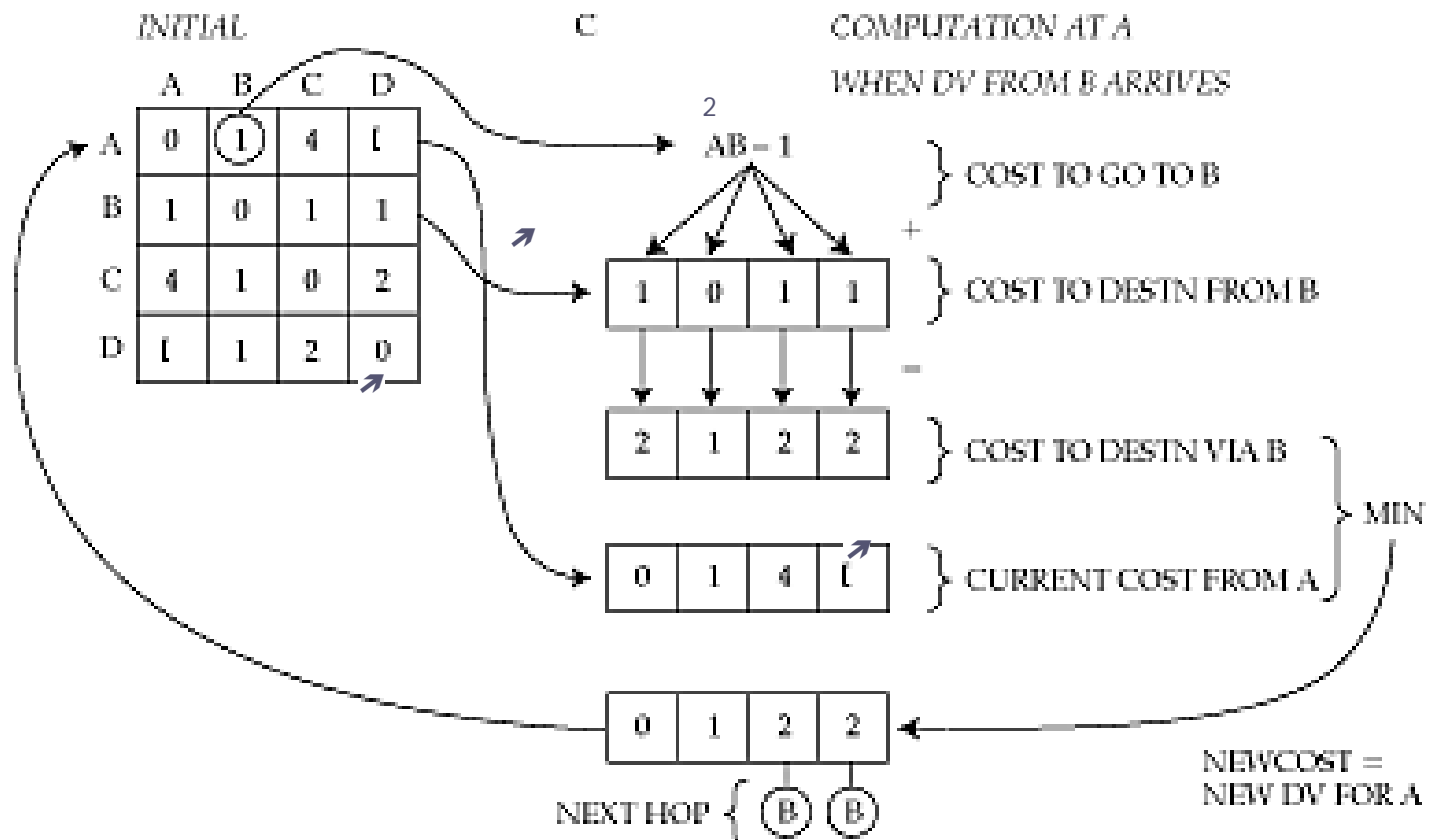 INITIAL
C
COMPUTATION AT A
WHEN DV FROM B ARRIVES
A B C D
A 0 1 4 [
B 1 0 1 1
C 4 1 0 2
D [ 1 2 0
2
AB – 1
COST TO GO TO B
+
1 0 1 1
COST TO DESTN FROM B
=
2 1 2 2
COST TO DESTN VIA B
MIN
0 1 4 [
CURRENT COST FROM A
0 1 2 2
NEXT HOP { B B
NEWCOST =
NEW DV FOR A